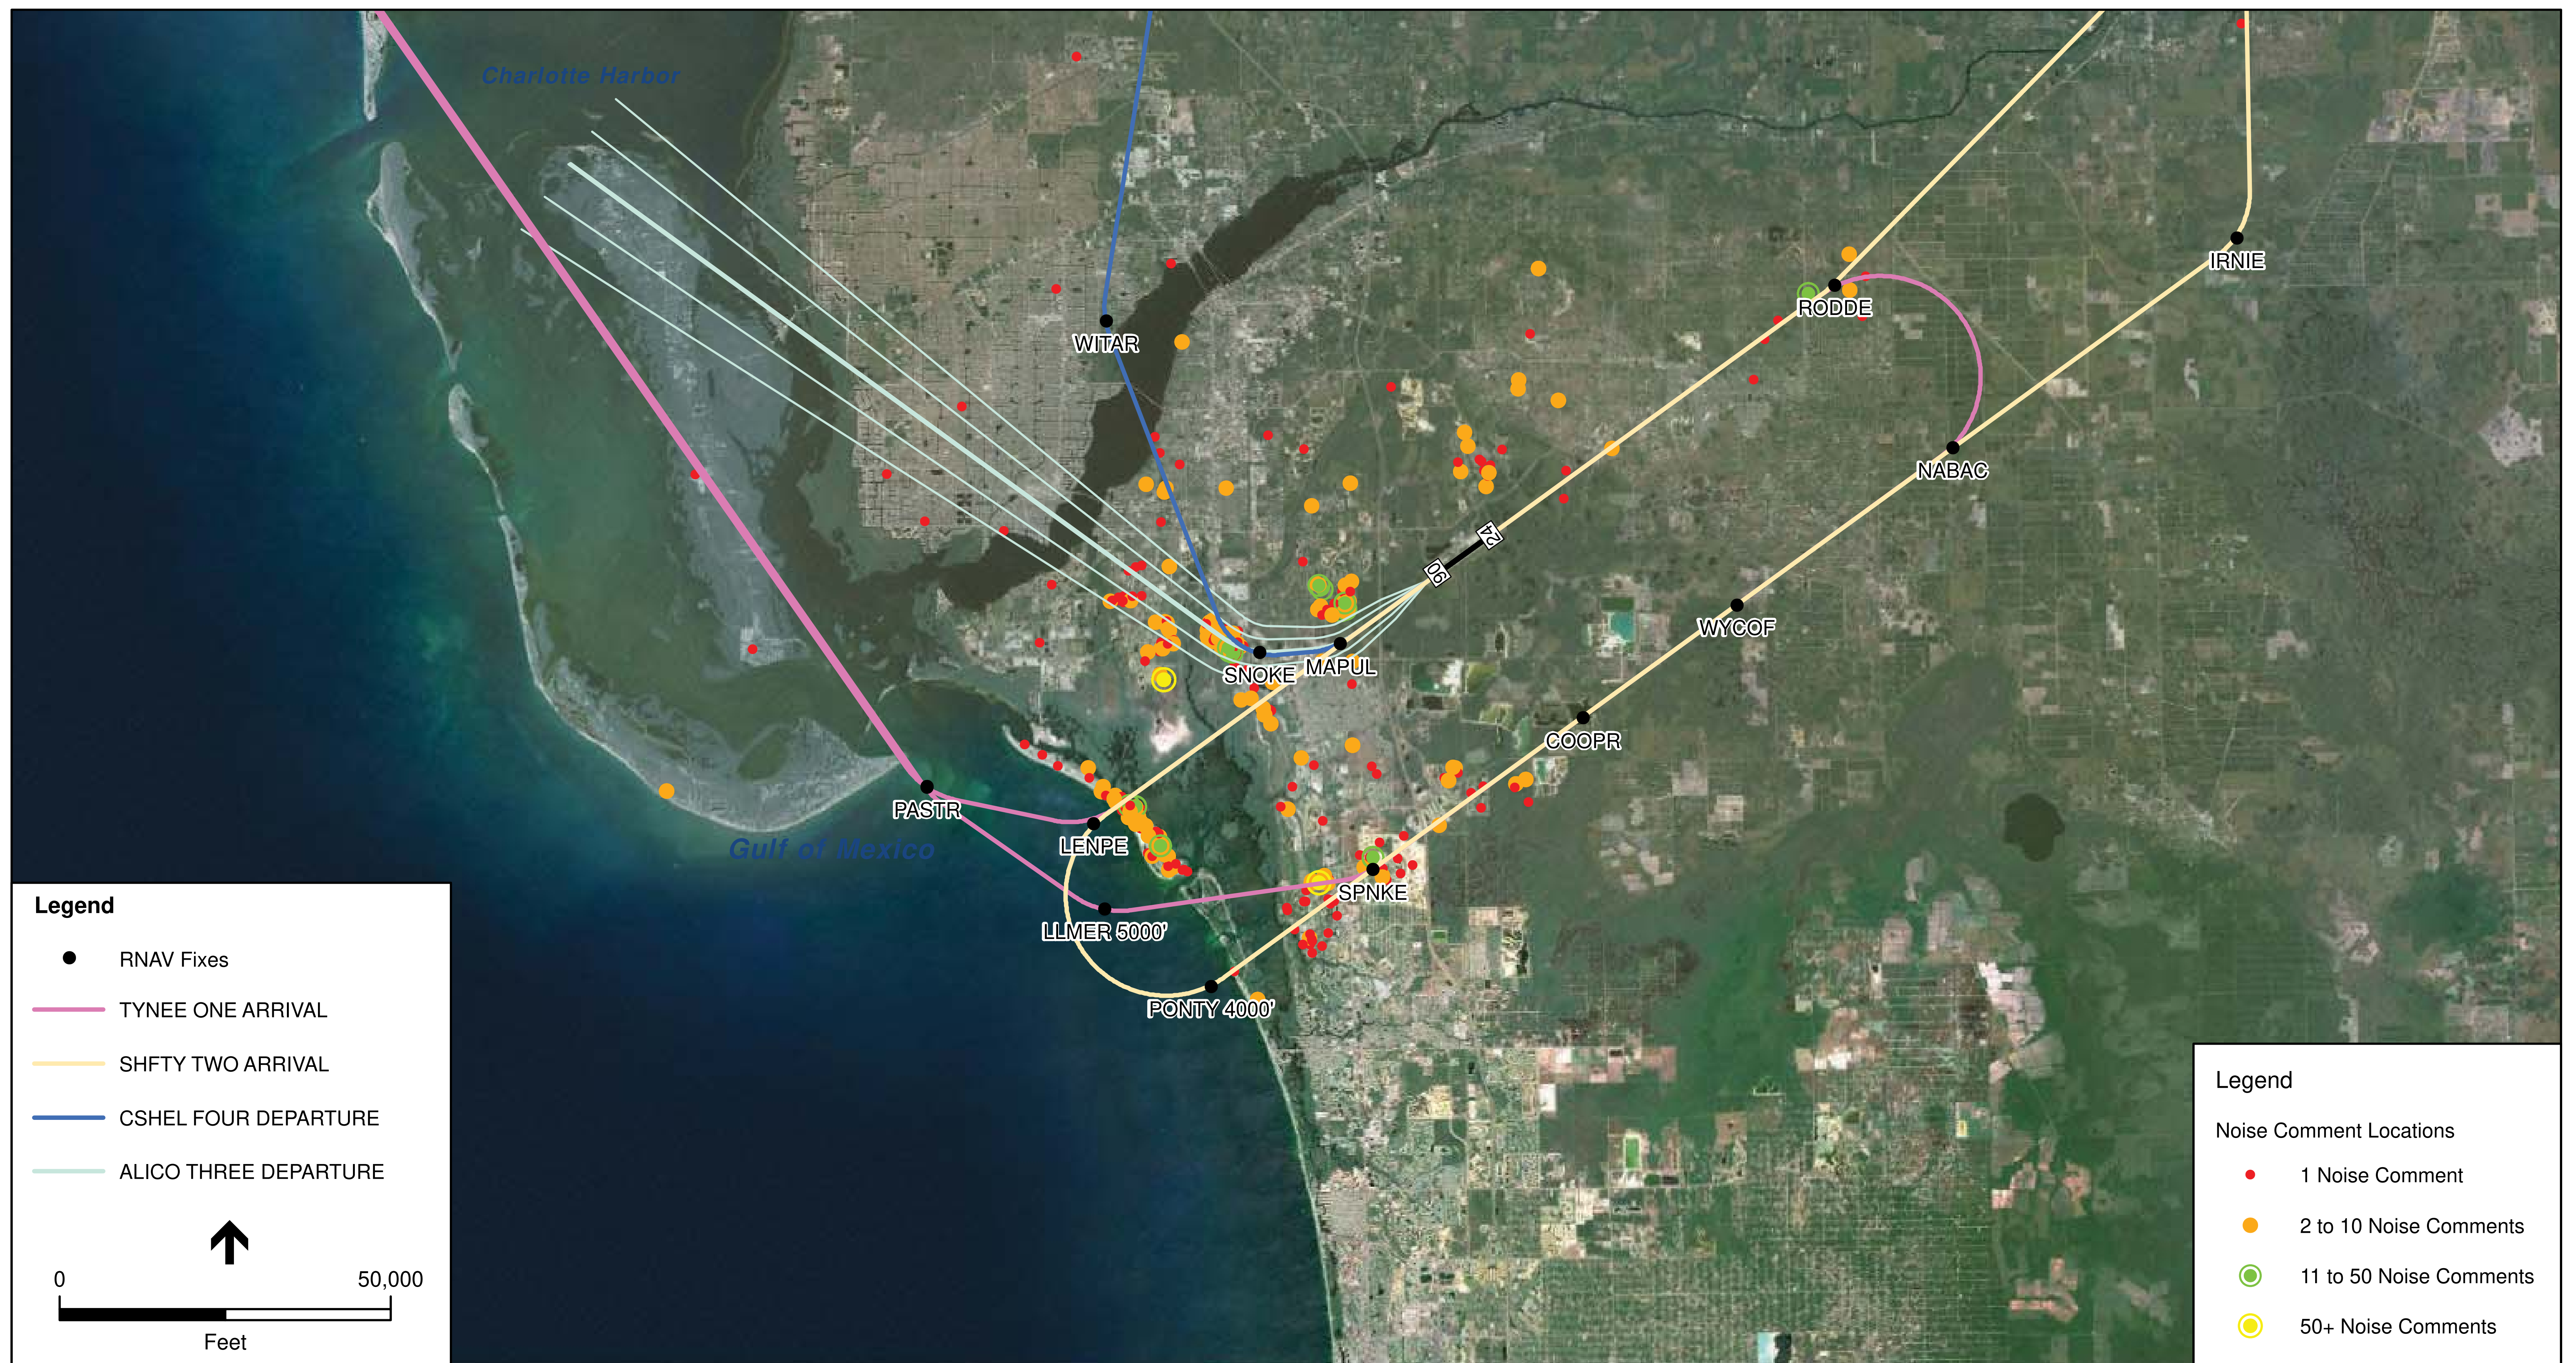 Charlotte Harbor
IRNIE
RODDE
WITAR
NABAC
24
06
WYCOF
SNOKE
MAPUL
COOPR
PASTR
LENPE
Gulf of Mexico
SPNKE
LLMER 5000'
PONTY 4000'
Legend
RNAV Fixes
TYNEE ONE ARRIVAL
SHFTY TWO ARRIVAL
CSHEL FOUR DEPARTURE
ALICO THREE DEPARTURE
0 50,000
Feet
Legend
Noise Comment Locations
1 Noise Comment
2 to 10 Noise Comments
11 to 50 Noise Comments
50+ Noise Comments